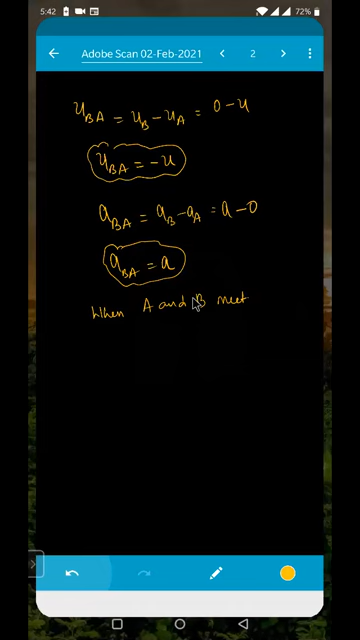 5:42 72%
Adobe Scan 02-Feb-2021 2
u_BA = u_B - u_A = 0 - u
u_BA = -u
a_BA = a_B - a_A = a - 0
a_BA = a
When A and B meet